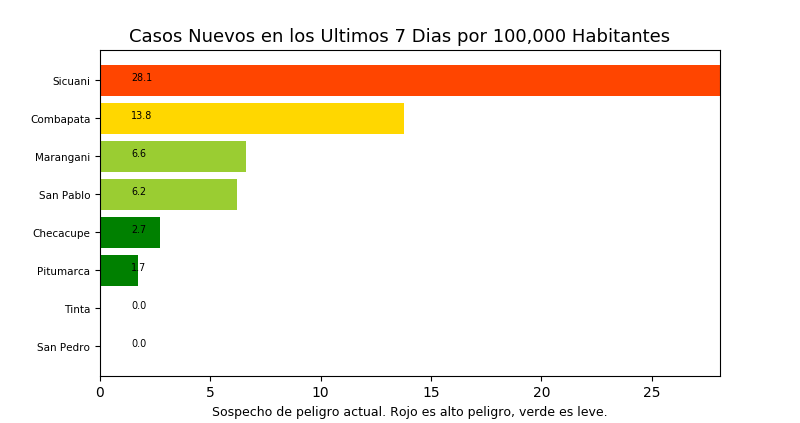 Casos Nuevos en los Ultimos 7 Dias por 100,000 Habitantes
Sicuani 28.1
Combapata 13.8
Marangani 6.6
San Pablo 6.2
Checacupe 2.7
Pitumarca 1.7
Tinta 0.0
San Pedro 0.0
0 5 10 15 20 25
Sospecho de peligro actual. Rojo es alto peligro, verde es leve.